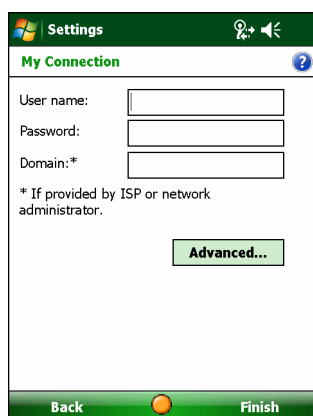 Settings
My Connection
?
User name:
Password:
Domain:*
* If provided by ISP or network
administrator.
Advanced...
Back Finish